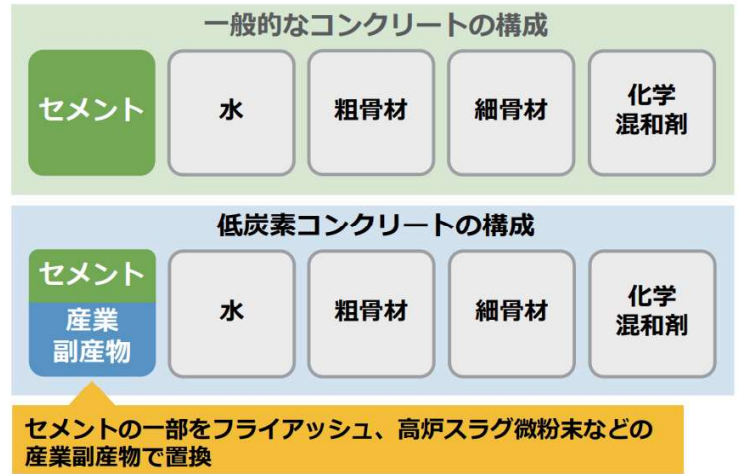 一般的なコンクリートの構成
セメント
水
粗骨材
細骨材
化学
混和剤
低炭素コンクリートの構成
セメント
産業
副産物
水
粗骨材
細骨材
化学
混和剤
セメントの一部をフライアッシュ、高炉スラグ微粉末などの
産業副産物で置換